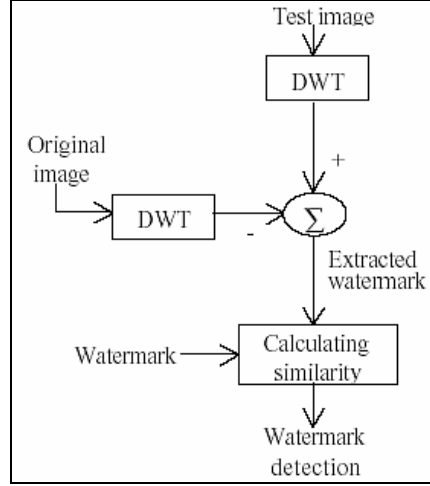 Test image
DWT
+
Original
image
DWT
-
Σ
Extracted
watermark
Watermark
Calculating
similarity
Watermark
detection